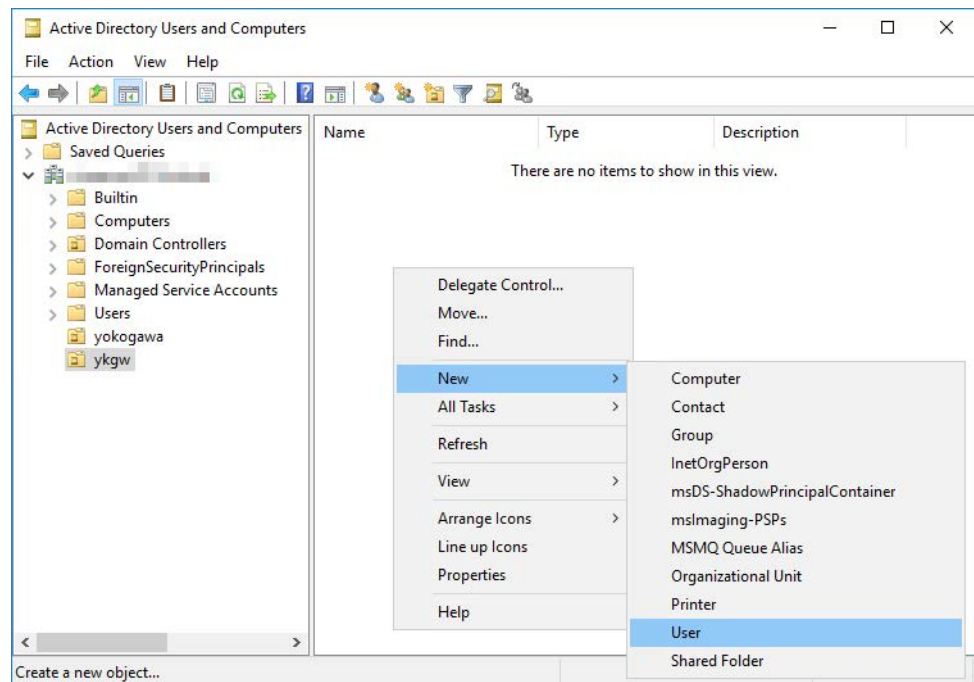 Active Directory Users and Computers
File Action View Help
Active Directory Users and Computers
Saved Queries
Builtin
Computers
Domain Controllers
ForeignSecurityPrincipals
Managed Service Accounts
Users
yokogawa
ykgw
Name Type Description
There are no items to show in this view.
Delegate Control...
Move...
Find...
New
All Tasks
Refresh
View
Arrange Icons
Line up Icons
Properties
Help
Computer
Contact
Group
InetOrgPerson
msDS-ShadowPrincipalContainer
msImaging-PSPs
MSMQ Queue Alias
Organizational Unit
Printer
User
Shared Folder
Create a new object...